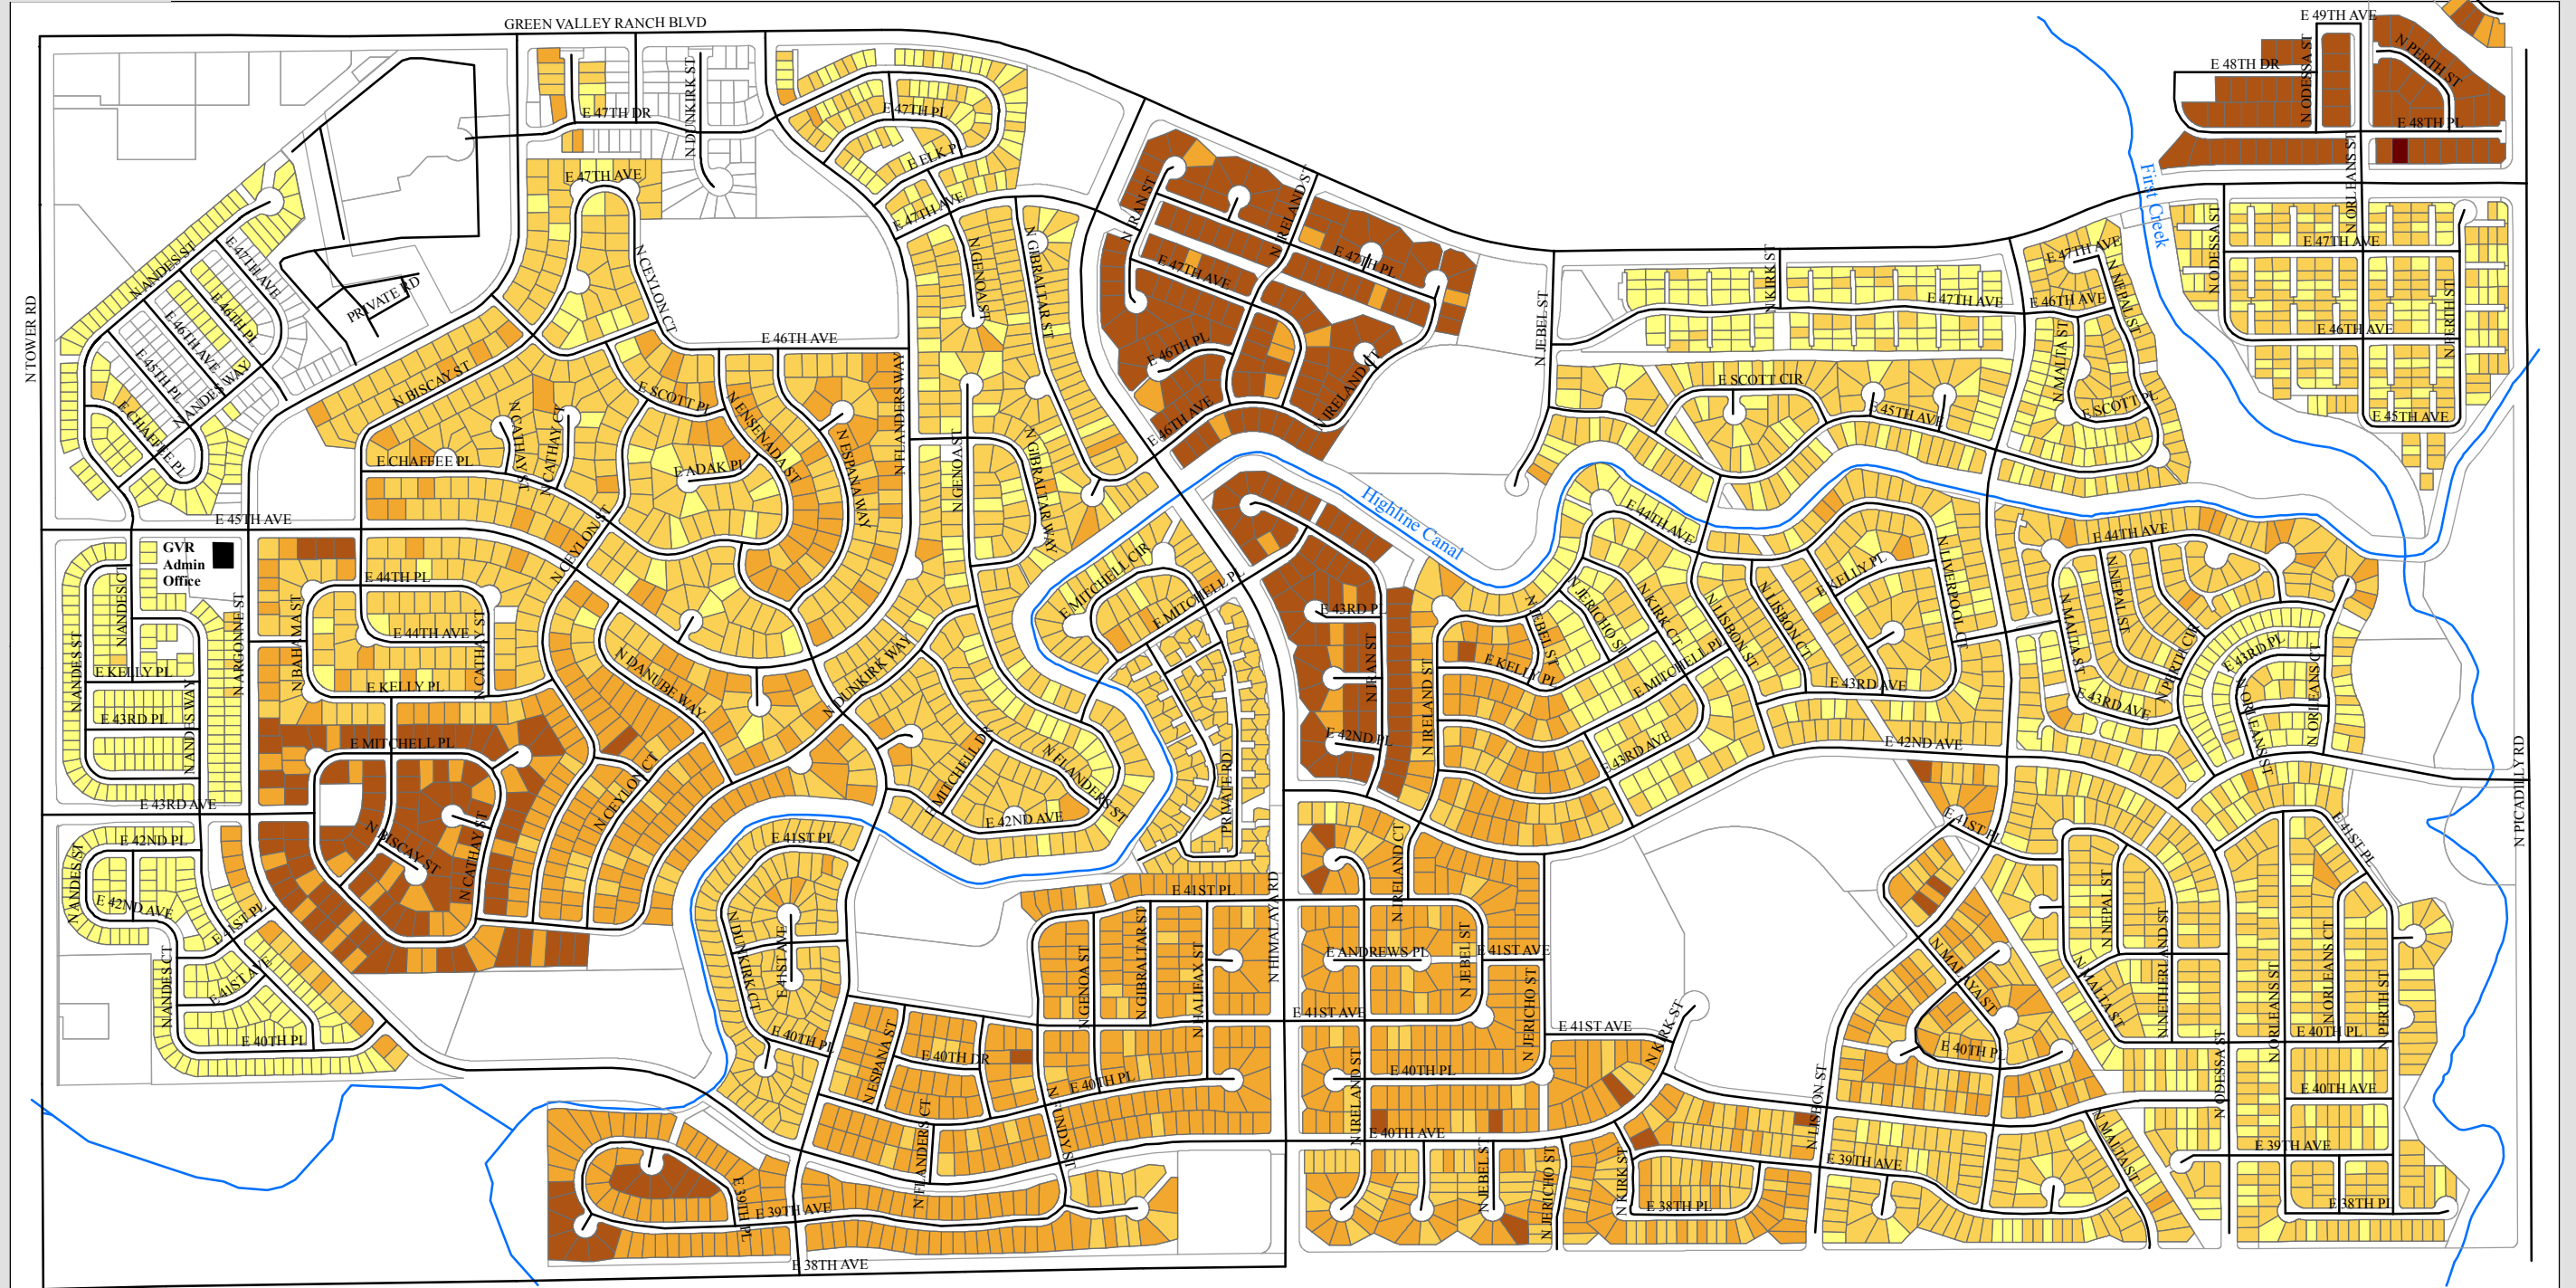 GREEN VALLEY RANCH BLVD
E 49TH AVE
N PERTH ST
E 48TH DR
N ODESSA ST
E 48TH PL
N ORLEANS ST
E 47TH DR
N DUNKIRK ST
E 47TH PL
E ELK PL
E 47TH AVE
E 47TH AVE
N TOWER RD
N ANDES ST
E 47TH AVE
E 46TH PL
E 46TH AVE
E 45TH PL
N ANDES WAY
E CHAFFEE PL
PRIVATE RD
N CEYLON CT
E 46TH AVE
N GENOA ST
N GIBRALTAR ST
N IRAN ST
N IRELAND ST
E 47TH PL
E 47TH AVE
E 46TH PL
E 46TH AVE
N IRELAND CT
N JEBEL ST
N KIRK ST
E 47TH AVE
E 47TH AVE
N NEPAL ST
E 46TH AVE
N MALTA ST
E SCOTT PL
First Creek
N ODESSA ST
E 47TH AVE
E 46TH AVE
N PERTH ST
E 45TH AVE
N BISCAY ST
E CHAFFEE PL
N CATHAY ST
N CATHAY CT
E SCOTT PL
N ENSENADA ST
E ADAK PL
N ESPANA WAY
N FLANDERS WAY
N GENOA ST
N GIBRALTAR WAY
E SCOTT CIR
E 45TH AVE
Highline Canal
E 45TH AVE
GVR
Admin
Office
N ANDES CT
N ANDES ST
E KELLY PL
E 43RD PL
N ANDES WAY
N ARGONNE ST
E 43RD AVE
N BAHAMA ST
E 44TH PL
E 44TH AVE
N CATHAY ST
E KELLY PL
N CEYLON ST
N DANUBE WAY
N DUNKIRK WAY
E MITCHELL CIR
E MITCHELL PL
E MITCHELL DR
N FLANDERS ST
E 42ND AVE
PRIVATE RD
E 43RD PL
N IRAN ST
E 42ND PL
N IRELAND ST
E 44TH AVE
N JERICHO ST
N JEBEL ST
N KIRK CT
E KELLY PL
E MITCHELL PL
N LISBON ST
N LISBON CT
E KELLY PL
N LIVERPOOL CT
E 43RD AVE
E 43RD AVE
E 42ND AVE
E 44TH AVE
N NEPAL ST
N MALTA ST
N PERTH CIR
E 43RD PL
E 43RD AVE
N ORLEANS ST
N ORLEANS CT
N PICADILLY RD
E MITCHELL PL
N BISCAY ST
N CATHAY ST
N CEYLON CT
E 42ND PL
N ANDES ST
E 42ND AVE
E 41ST PL
E 41ST AVE
N ANDES CT
E 40TH PL
E 41ST PL
N DUNKIRK CT
E 41ST AVE
E 40TH PL
E 41ST PL
N GENOA ST
N GIBRALTAR ST
N HALIFAX ST
N HIMALAYA RD
N ESPANA ST
E 40TH DR
E 40TH PL
N FUNDY ST
N FLANDERS CT
E 39TH PL
E 39TH AVE
E 38TH AVE
N IRELAND CT
E ANDREWS PL
N JEBEL ST
E 41ST AVE
N JERICHO ST
E 41ST AVE
E 41ST AVE
N KIRK ST
N IRELAND ST
E 40TH PL
E 40TH AVE
N JEBEL ST
N JERICHO ST
N KIRK ST
E 38TH PL
N LISBON ST
E 39TH AVE
E 41ST PL
N MALAYA ST
E 40TH PL
N NEPAL ST
N NETHERLAND ST
N MALTA ST
N MALTA ST
N ODESSA ST
N ORLEANS ST
N ORLEANS CT
E 41ST PL
N PERTH ST
E 40TH PL
E 40TH AVE
E 39TH AVE
E 38TH PL